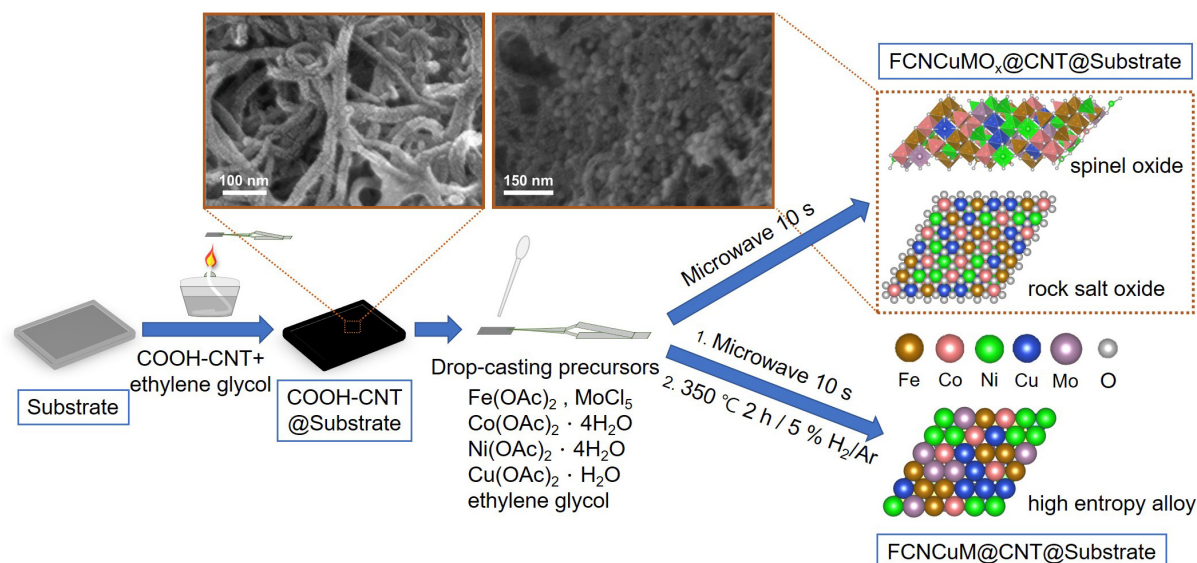 100 nm
150 nm
FCNCuMOₓ@CNT@Substrate
spinel oxide
rock salt oxide
Microwave 10 s
COOH-CNT+
ethylene glycol
Substrate
COOH-CNT
@Substrate
Drop-casting precursors
Fe(OAc)₂ , MoCl₅
Co(OAc)₂ · 4H₂O
Ni(OAc)₂ · 4H₂O
Cu(OAc)₂ · H₂O
ethylene glycol
1. Microwave 10 s
2. 350 ℃ 2 h / 5 % H₂/Ar
Fe Co Ni Cu Mo O
high entropy alloy
FCNCuM@CNT@Substrate